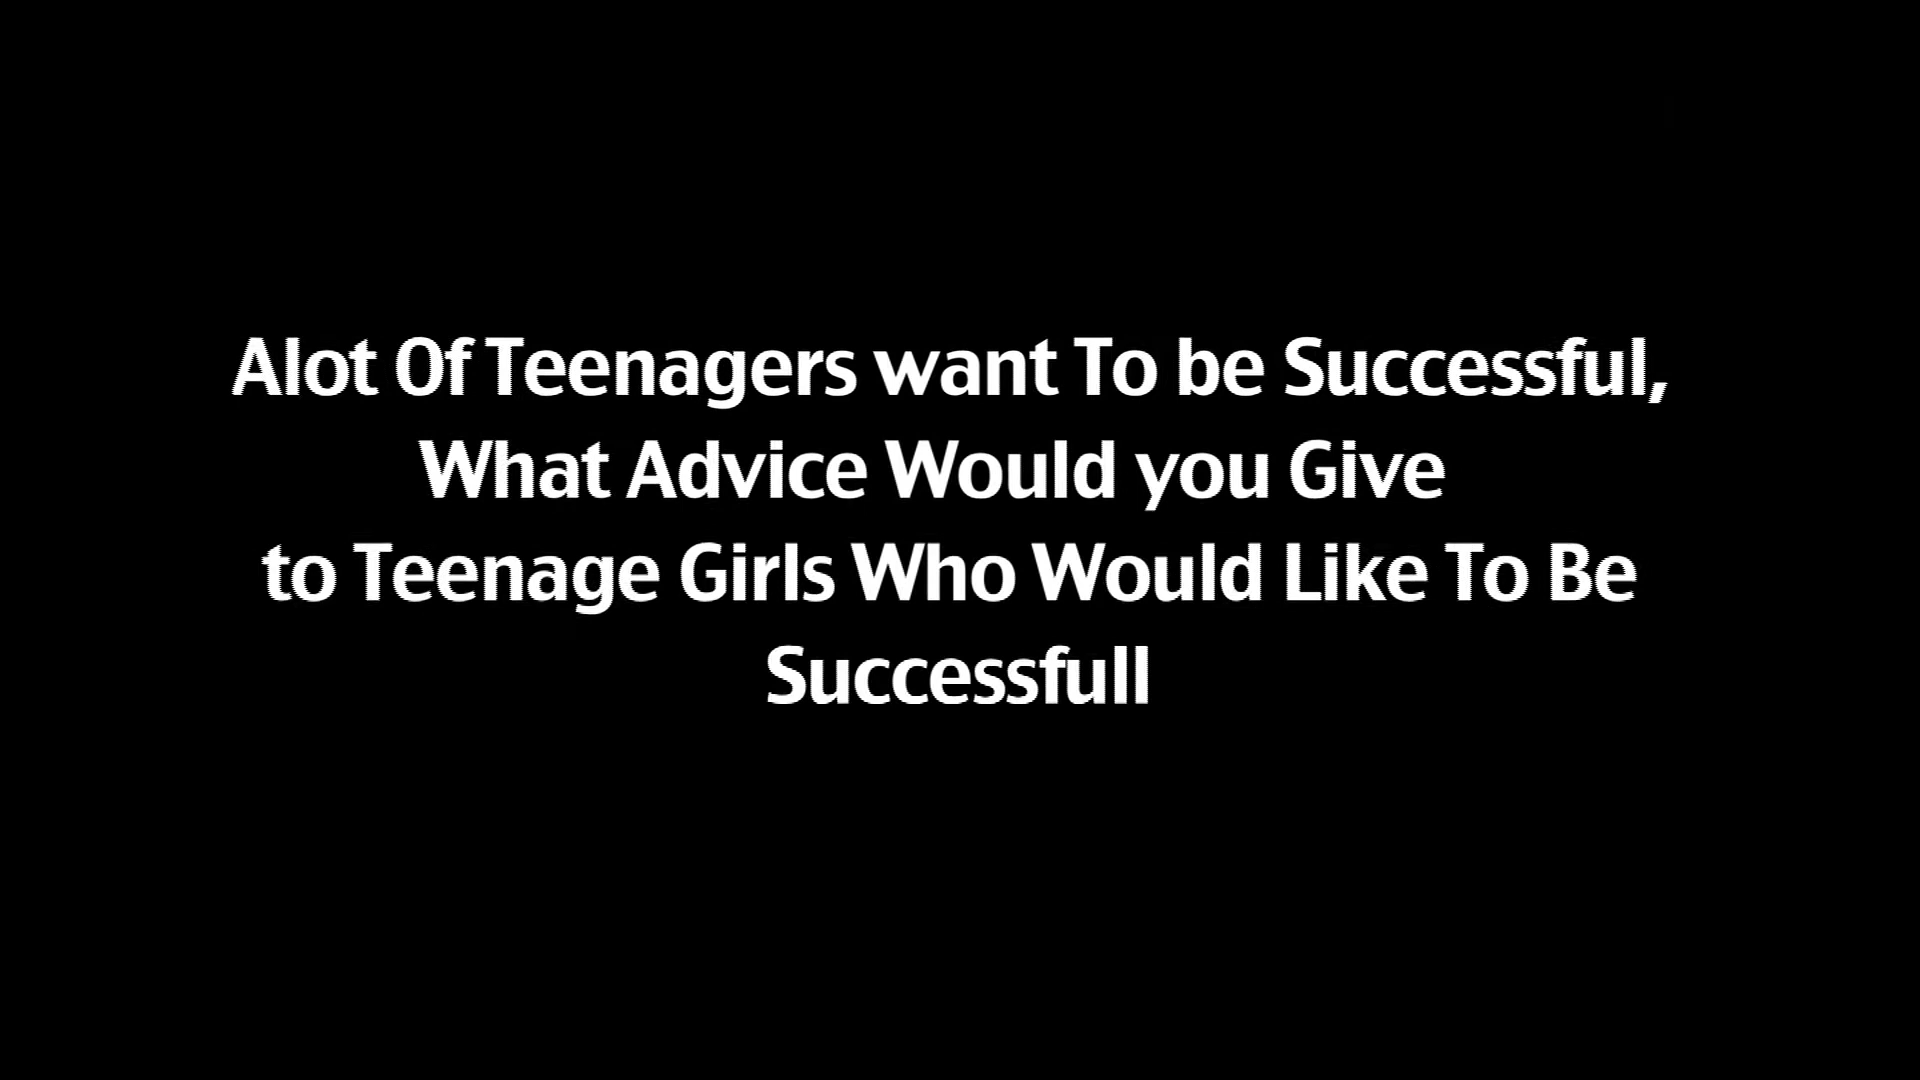 Alot Of Teenagers want To be Successful,
What Advice Would you Give
to Teenage Girls Who Would Like To Be
Successfull